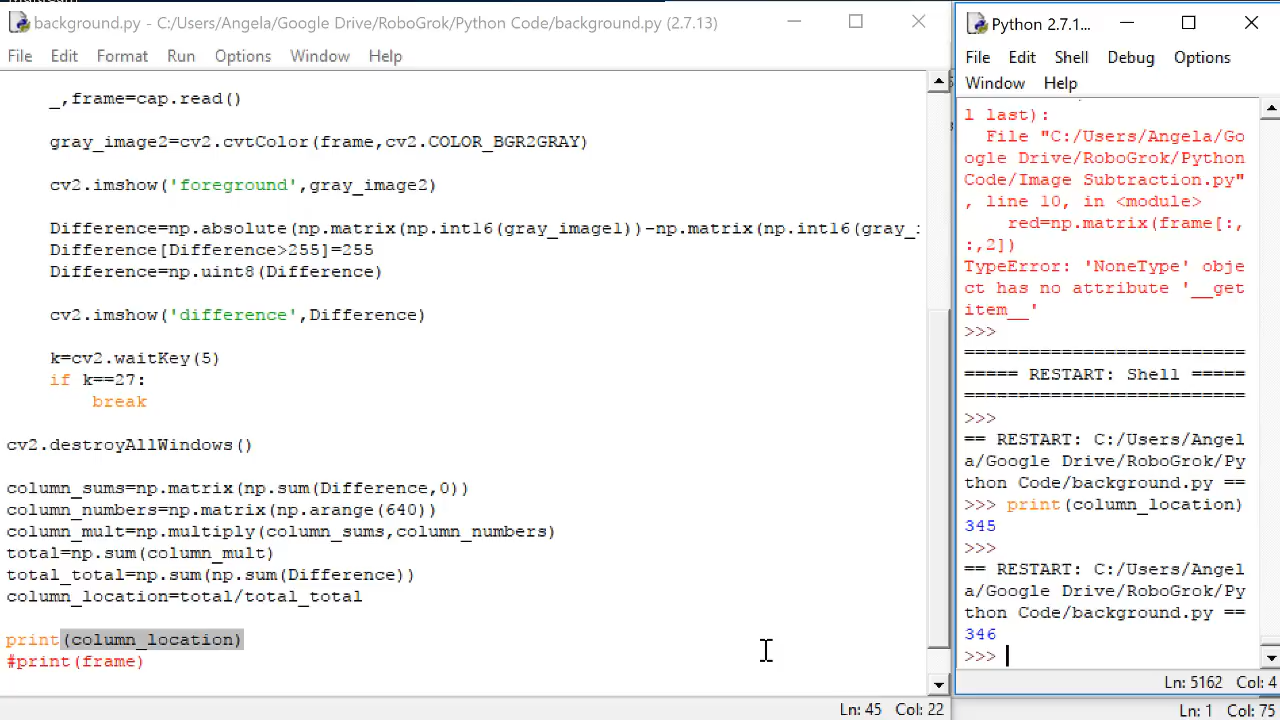 background.py - C:/Users/Angela/Google Drive/RoboGrok/Python Code/background.py (2.7.13)
File Edit Format Run Options Window Help
_,frame=cap.read()
gray_image2=cv2.cvtColor(frame,cv2.COLOR_BGR2GRAY)
cv2.imshow('foreground',gray_image2)
Difference=np.absolute(np.matrix(np.int16(gray_image1))-np.matrix(np.int16(gray_
Difference[Difference>255]=255
Difference=np.uint8(Difference)
cv2.imshow('difference',Difference)
k=cv2.waitKey(5)
if k==27:
break
cv2.destroyAllWindows()
column_sums=np.matrix(np.sum(Difference,0))
column_numbers=np.matrix(np.arange(640))
column_mult=np.multiply(column_sums,column_numbers)
total=np.sum(column_mult)
total_total=np.sum(np.sum(Difference))
column_location=total/total_total
print(column_location)
#print(frame)
Ln: 45 Col: 22
Python 2.7.1...
File Edit Shell Debug Options
Window Help
l last):
File "C:/Users/Angela/Go
ogle Drive/RoboGrok/Python
Code/Image Subtraction.py"
, line 10, in <module>
red=np.matrix(frame[:,
:,2])
TypeError: 'NoneType' obje
ct has no attribute '__get
item__'
>>>
==========================
===== RESTART: Shell =====
==========================
>>>
== RESTART: C:/Users/Angel
a/Google Drive/RoboGrok/Py
thon Code/background.py ==
>>> print(column_location)
345
>>>
== RESTART: C:/Users/Angel
a/Google Drive/RoboGrok/Py
thon Code/background.py ==
346
>>>
Ln: 5162 Col: 4
Ln: 1 Col: 75